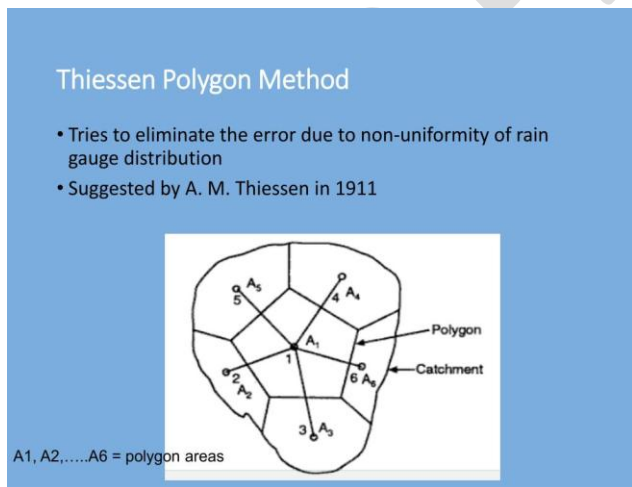 Thiessen Polygon Method
• Tries to eliminate the error due to non-uniformity of rain
gauge distribution
• Suggested by A. M. Thiessen in 1911
A₅
5
4 A₄
A₁
1
Polygon
2
A₂
6 A₆
Catchment
3 A₃
A1, A2,.....A6 = polygon areas